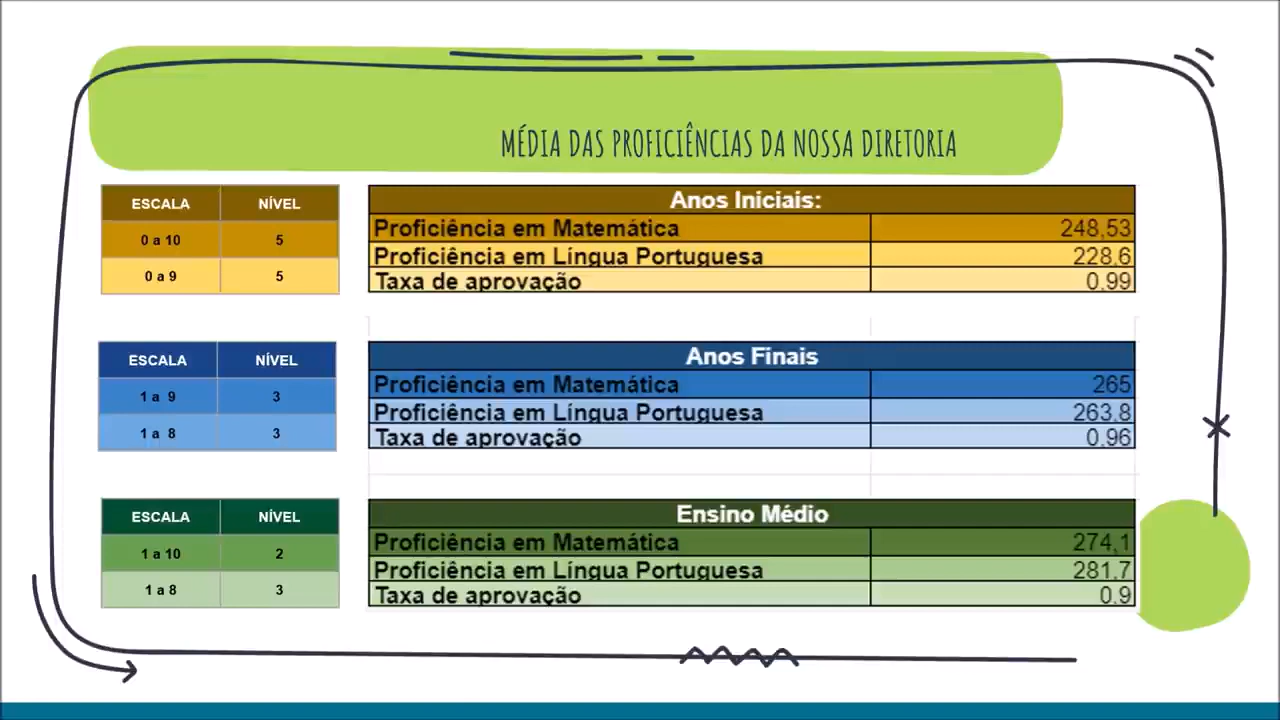 MÉDIA DAS PROFICIÊNCIAS DA NOSSA DIRETORIA
ESCALA NÍVEL
0 a 10 5
0 a 9 5
Anos Iniciais:
Proficiência em Matemática 248,53
Proficiência em Língua Portuguesa 228,6
Taxa de aprovação 0.99
ESCALA NÍVEL
1 a 9 3
1 a 8 3
Anos Finais
Proficiência em Matemática 265
Proficiência em Língua Portuguesa 263,8
Taxa de aprovação 0.96
ESCALA NÍVEL
1 a 10 2
1 a 8 3
Ensino Médio
Proficiência em Matemática 274,1
Proficiência em Língua Portuguesa 281,7
Taxa de aprovação 0.9